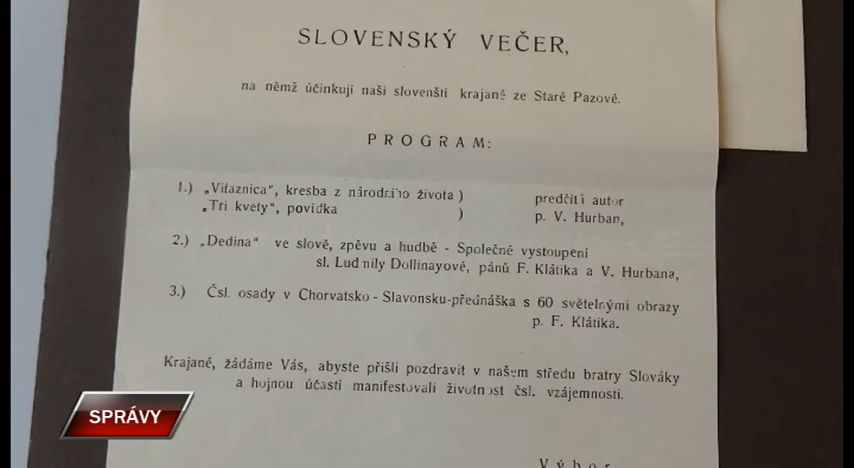 SLOVENSKÝ VEČER,
na němž účinkují naši slovenští krajané ze Staré Pazové.
PROGRAM:
1.) „Víťaznica“, kresba z národního života ) předčítí autor
„Tri kvety“, povídka ) p. V. Hurban,
2.) „Dedina“ ve slově, zpěvu a hudbě - Společné vystoupení
sl. Ludmily Dollinayové, pánů F. Klátika a V. Hurbana,
3.) Čsl. osady v Chorvatsko - Slavonsku-přednáška s 60 světelnými obrazy
p. F. Klátika.
Krajané, žádáme Vás, abyste přišli pozdravit v našem středu bratry Slováky
a hojnou účastí manifestovali životnost čsl. vzájemnosti.
Výbor
SPRÁVY